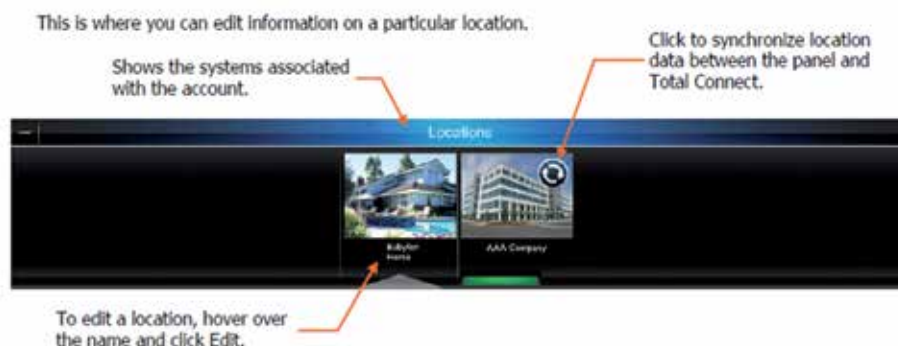 This is where you can edit information on a particular location.
Click to synchronize location
data between the panel and
Total Connect.
Shows the systems associated
with the account.
Locations
Babylon
Home
AAA Company
To edit a location, hover over
the name and click Edit.